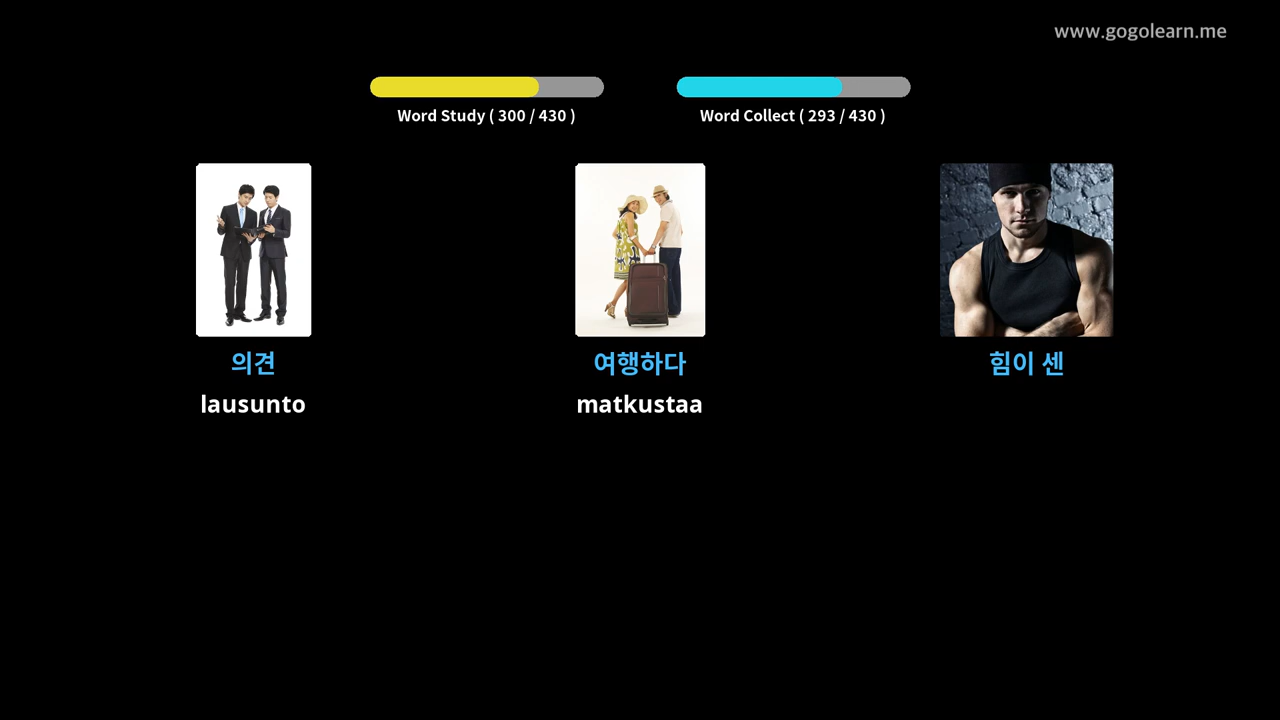 www.gogolearn.me
Word Study ( 300 / 430 )
Word Collect ( 293 / 430 )
의견
lausunto
여행하다
matkustaa
힘이 센